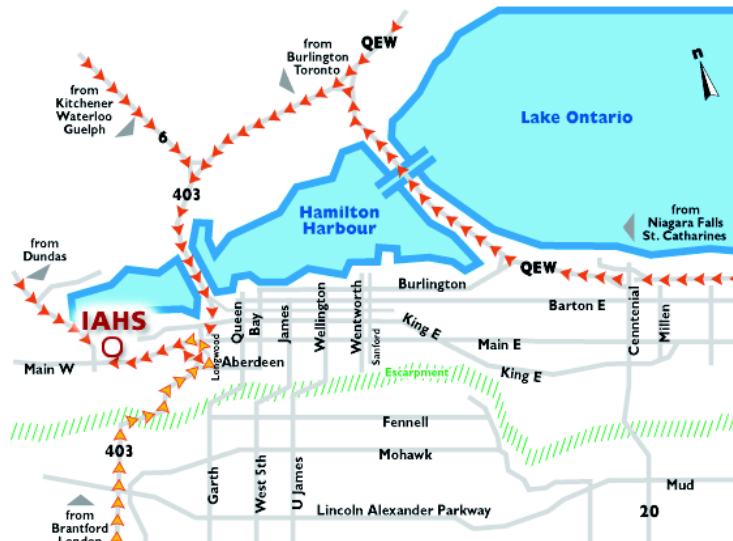 QEW
from
Burlington
Toronto
n
from
Kitchener
Waterloo
Guelph
Lake Ontario
6
403
Hamilton
Harbour
from
Niagara Falls
St. Catharines
from
Dundas
QEW
Burlington
Barton E
IAHS
Queen
Bay
James
Wellington
Wentworth
Sanford
King E
Main E
Longwood
Aberdeen
Main W
Escarpment
King E
Cenntenial
Millen
Fennell
403
Mohawk
Garth
West 5th
U James
Mud
Lincoln Alexander Parkway
20
from
Brantford
London